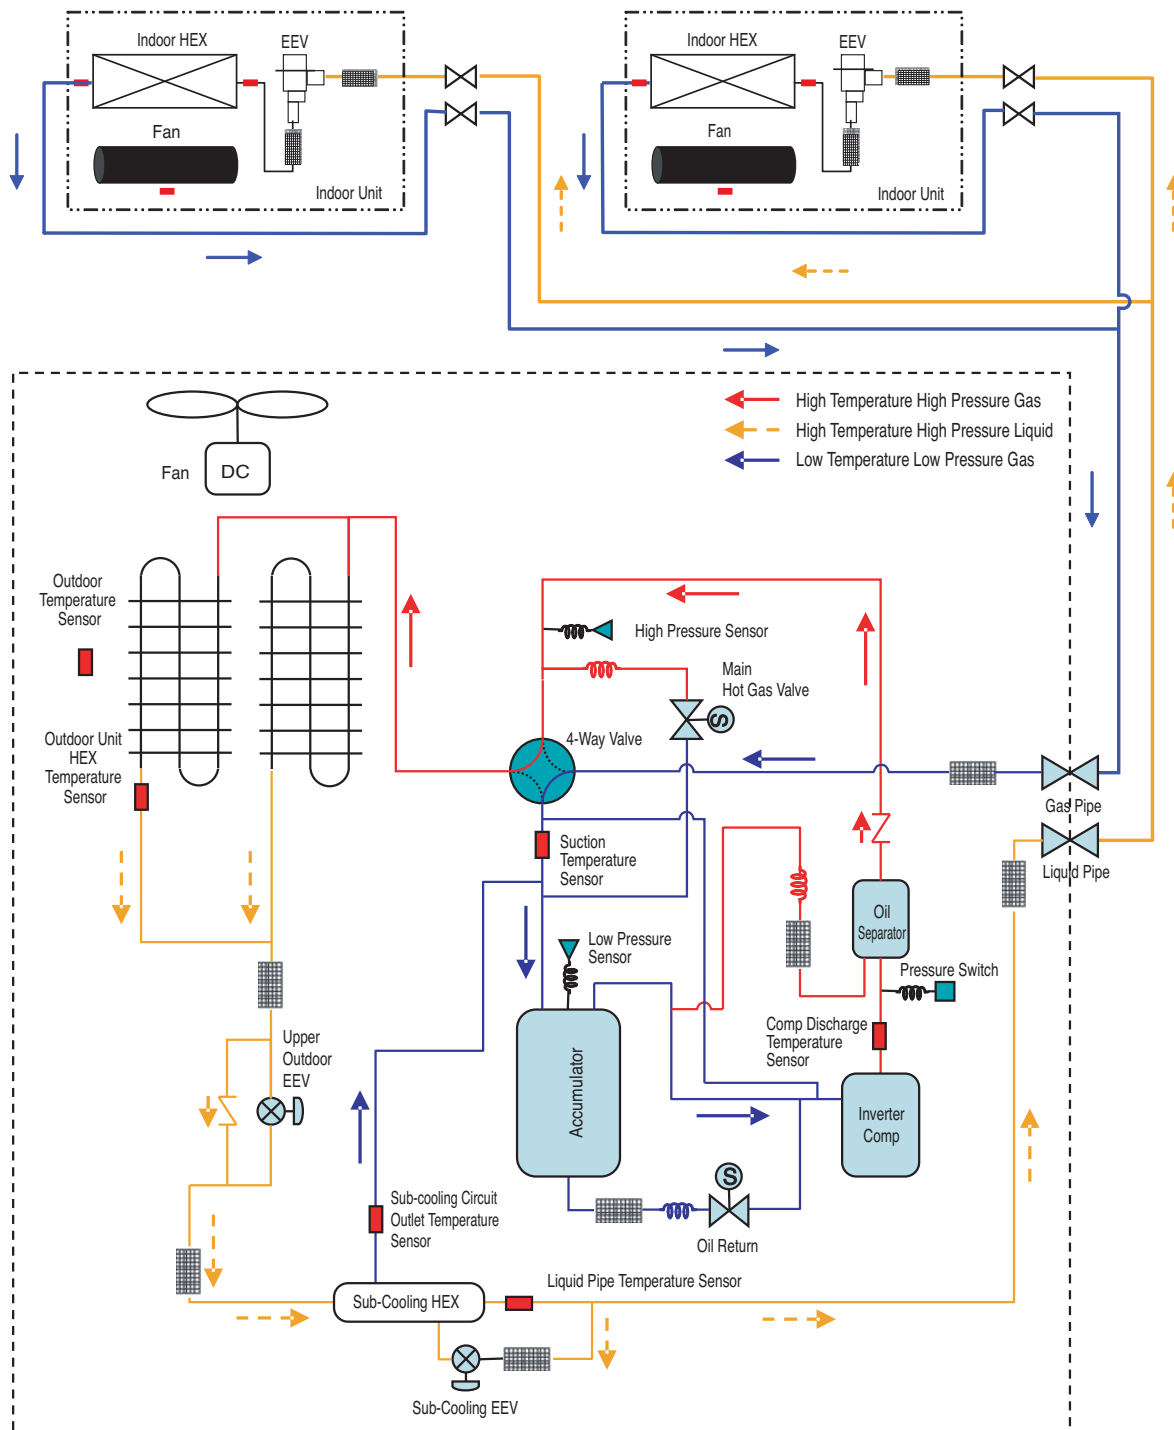 Indoor HEX
EEV
Fan
Indoor Unit
Indoor HEX
EEV
Fan
Indoor Unit
High Temperature High Pressure Gas
High Temperature High Pressure Liquid
Low Temperature Low Pressure Gas
Fan
DC
Outdoor
Temperature
Sensor
High Pressure Sensor
Main
Hot Gas Valve
S
4-Way Valve
Outdoor Unit
HEX
Temperature
Sensor
Gas Pipe
Suction
Temperature
Sensor
Liquid Pipe
Oil
Separator
Low Pressure
Sensor
Pressure Switch
Comp Discharge
Temperature
Sensor
Upper
Outdoor
EEV
Accumulator
Inverter
Comp
S
Sub-cooling Circuit
Outlet Temperature
Sensor
Oil Return
Liquid Pipe Temperature Sensor
Sub-Cooling HEX
Sub-Cooling EEV